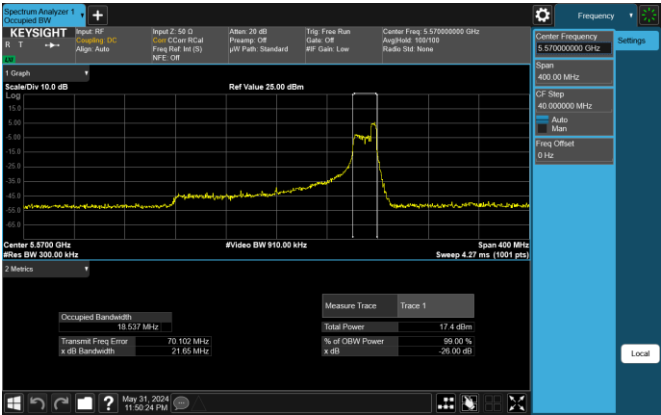 Spectrum Analyzer 1
Occupied BW
+
Frequency
KEYSIGHT
R T
LW
Input: RF
Coupling: DC
Align: Auto
Input Z: 50 Ω
Corr CCorr RCal
Freq Ref: Int (S)
NFE: Off
Atten: 20 dB
Preamp: Off
µW Path: Standard
Trig: Free Run
Gate: Off
#IF Gain: Low
Center Freq: 5.570000000 GHz
Avg|Hold: 100/100
Radio Std: None
Center Frequency
5.570000000 GHz
Settings
Span
400.00 MHz
CF Step
40.000000 MHz
Auto
Man
Freq Offset
0 Hz
Local
1 Graph
Scale/Div 10.0 dB
Ref Value 25.00 dBm
Log
15.0
5.00
-5.00
-15.0
-25.0
-35.0
-45.0
-55.0
-65.0
Center 5.5700 GHz
#Video BW 910.00 kHz
Span 400 MHz
#Res BW 300.00 kHz
Sweep 4.27 ms (1001 pts)
2 Metrics
Measure Trace
Trace 1
Occupied Bandwidth
18.537 MHz
Total Power
17.4 dBm
Transmit Freq Error
70.102 MHz
% of OBW Power
99.00 %
x dB Bandwidth
21.65 MHz
x dB
-26.00 dB
?
May 31, 2024
11:50:24 PM